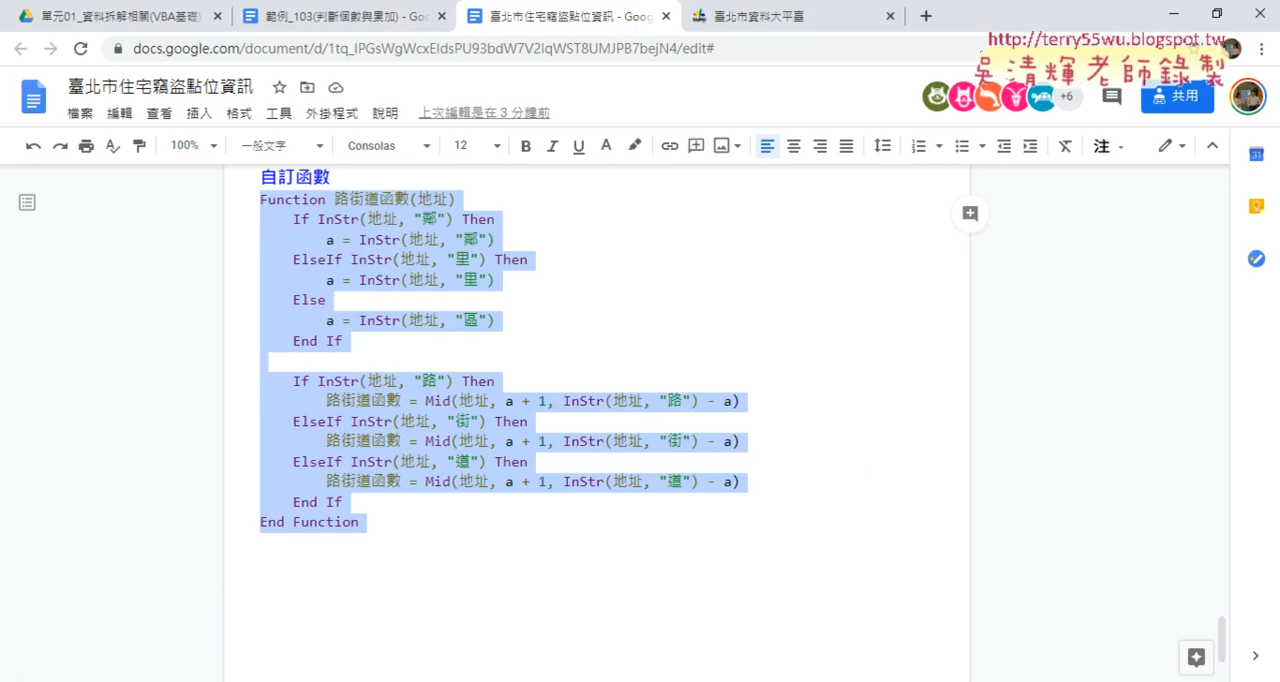 單元01_資料拆解相關(VBA基礎)
範例_103(判斷個數與累加) - Goo
臺北市住宅竊盜點位資訊 - Goog
臺北市資料大平臺
docs.google.com/document/d/1tq_lPGsWgWcxEldsPU93bdW7V2lqWST8UMJPB7bejN4/edit#
http://terry55wu.blogspot.tw
吳清輝老師錄製
臺北市住宅竊盜點位資訊
檔案 編輯 查看 插入 格式 工具 外掛程式 說明 上次編輯是在 3 分鐘前
+6
共用
100% 一般文字 Consolas 12 B I U A 注
31
自訂函數
Function 路街道函數(地址)
If InStr(地址, "鄰") Then
a = InStr(地址, "鄰")
ElseIf InStr(地址, "里") Then
a = InStr(地址, "里")
Else
a = InStr(地址, "區")
End If
If InStr(地址, "路") Then
路街道函數 = Mid(地址, a + 1, InStr(地址, "路") - a)
ElseIf InStr(地址, "街") Then
路街道函數 = Mid(地址, a + 1, InStr(地址, "街") - a)
ElseIf InStr(地址, "道") Then
路街道函數 = Mid(地址, a + 1, InStr(地址, "道") - a)
End If
End Function